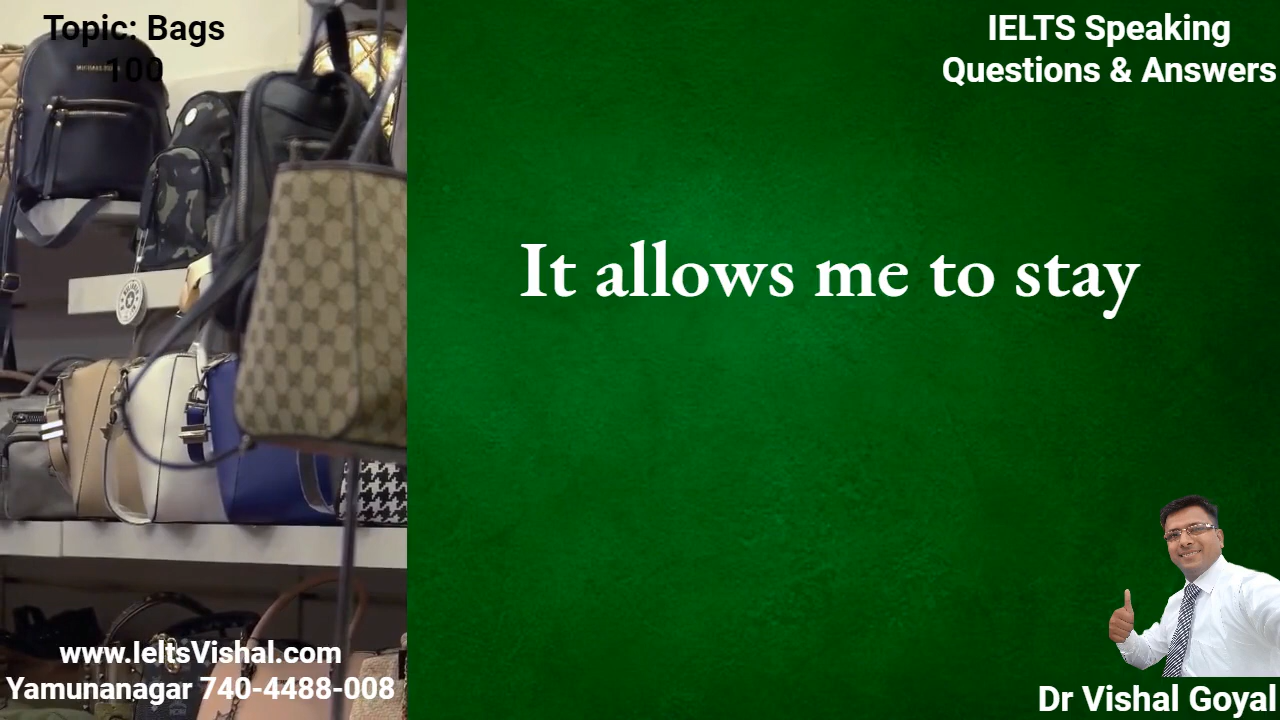 Topic: Bags
100
IELTS Speaking
Questions & Answers
It allows me to stay
www.IeltsVishal.com
Yamunanagar 740-4488-008
Dr Vishal Goyal